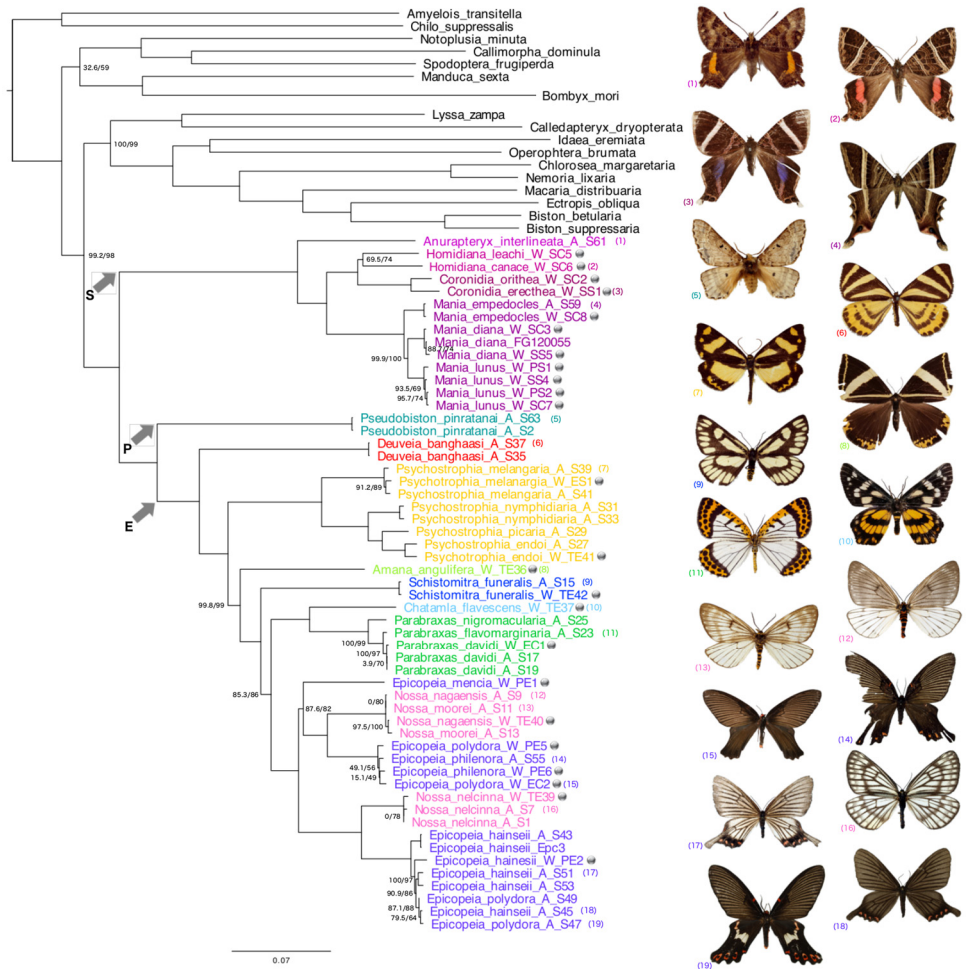 Amyelois_transitella
Chilo_suppressalis
Notoplusia_minuta
Callimorpha_dominula
32.6/59
Spodoptera_frugiperda
Manduca_sexta
Bombyx_mori
Lyssa_zampa
Calledapteryx_dryopterata
100/99
Idaea_eremiata
Operophtera_brumata
Chlorosea_margaretaria
Nemoria_lixaria
Macaria_distribuaria
Ectropis_obliqua
Biston_betularia
Biston_suppressaria
99.2/98
S
Anurapteryx_interlineata_A_S61 (1)
Homidiana_leachi_W_SC5
69.5/74
Homidiana_canace_W_SC6 (2)
Coronidia_orithea_W_SC2
Coronidia_erecthea_W_SS1 (3)
Mania_empedocles_A_S59 (4)
Mania_empedocles_W_SC8
Mania_diana_W_SC3
Mania_diana_FG120055
Mania_diana_W_SS5
99.9/100
Mania_lunus_W_PS1
Mania_lunus_W_SS4
93.5/69
Mania_lunus_W_PS2
95.7/74
Mania_lunus_W_SC7
Pseudobiston_pinratanai_A_S63 (5)
Pseudobiston_pinratanai_A_S2
P
Deuveia_banghaasi_A_S37 (6)
Deuveia_banghaasi_A_S35
Psychostrophia_melangaria_A_S39 (7)
Psychotrophia_melanargia_W_ES1
91.2/89
Psychostrophia_melangaria_A_S41
Psychostrophia_nymphidiaria_A_S31
Psychostrophia_nymphidiaria_A_S33
E
Psychostrophia_picaria_A_S29
Psychostrophia_endoi_A_S27
Psychotrophia_endoi_W_TE41
Amana_angulifera_W_TE36 (8)
Schistomitra_funeralis_A_S15 (9)
Schistomitra_funeralis_W_TE42
99.8/99
Chatamla_flavescens_W_TE37 (10)
Parabraxas_nigromacularia_A_S25
Parabraxas_flavomarginaria_A_S23 (11)
100/99
Parabraxas_davidi_W_EC1
100/97
Parabraxas_davidi_A_S17
3.9/70
Parabraxas_davidi_A_S19
Epicopeia_mencia_W_PE1
85.3/86
Nossa_nagaensis_A_S9 (12)
0/80
Nossa_moorei_A_S11 (13)
87.6/82
Nossa_nagaensis_W_TE40
97.5/100
Nossa_moorei_A_S13
Epicopeia_polydora_W_PE5
Epicopeia_philenora_A_S55 (14)
49.1/56
Epicopeia_philenora_W_PE6
15.1/49
Epicopeia_polydora_W_EC2 (15)
Nossa_nelcinna_W_TE39
Nossa_nelcinna_A_S7 (16)
0/78
Nossa_nelcinna_A_S1
Epicopeia_hainseii_A_S43
Epicopeia_hainseii_Epc3
Epicopeia_hainesii_W_PE2
Epicopeia_hainseii_A_S51 (17)
100/97
Epicopeia_hainseii_A_S53
90.9/86
Epicopeia_polydora_A_S49
87.1/88
Epicopeia_hainseii_A_S45 (18)
79.5/64
Epicopeia_polydora_A_S47 (19)
0.07
(1)
(2)
(3)
(4)
(5)
(6)
(7)
(8)
(9)
(10)
(11)
(12)
(13)
(14)
(15)
(16)
(17)
(18)
(19)